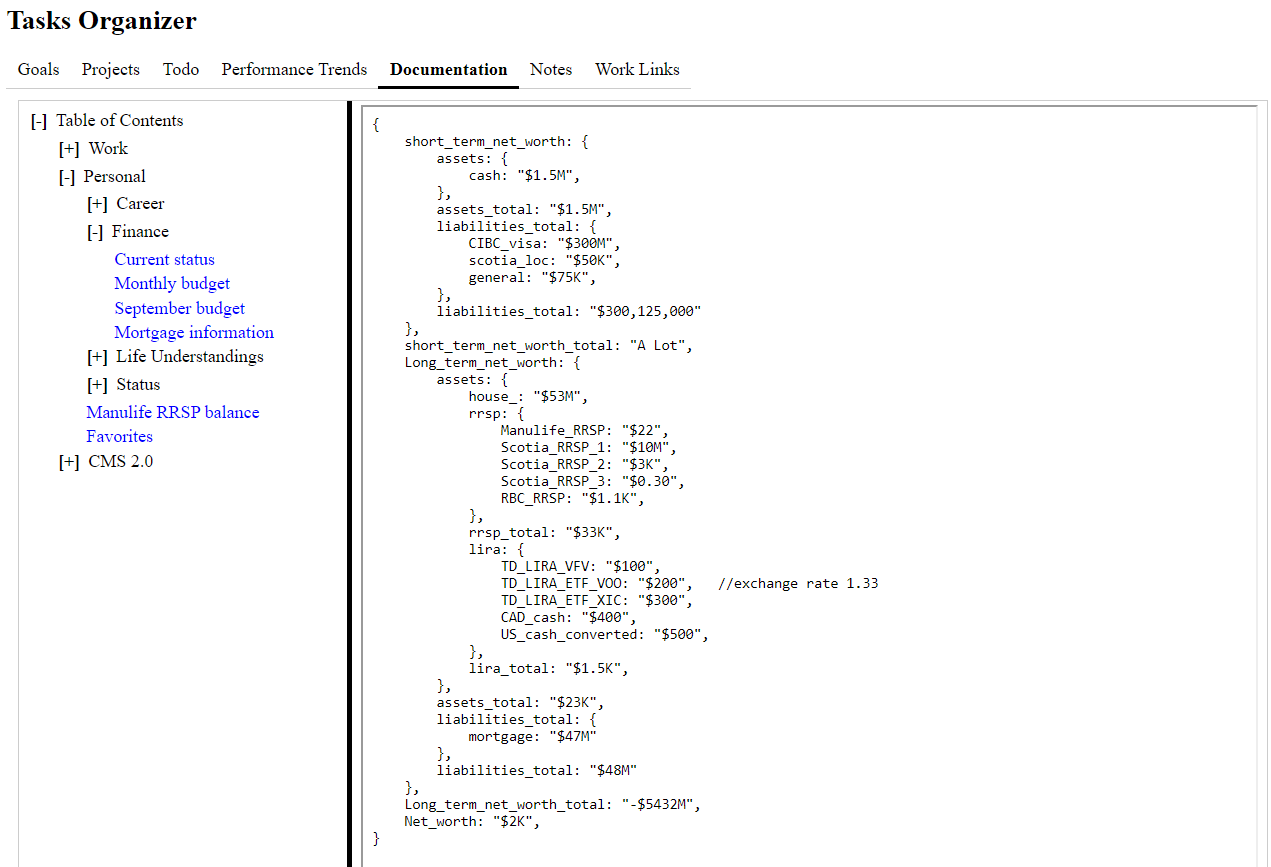 Tasks Organizer
Goals Projects Todo Performance Trends Documentation Notes Work Links
[-] Table of Contents
[+] Work
[-] Personal
[+] Career
[-] Finance
Current status
Monthly budget
September budget
Mortgage information
[+] Life Understandings
[+] Status
Manulife RRSP balance
Favorites
[+] CMS 2.0
{
    short_term_net_worth: {
        assets: {
            cash: "$1.5M",
        },
        assets_total: "$1.5M",
        liabilities_total: {
            CIBC_visa: "$300M",
            scotia_loc: "$50K",
            general: "$75K",
        },
        liabilities_total: "$300,125,000"
    },
    short_term_net_worth_total: "A Lot",
    Long_term_net_worth: {
        assets: {
            house_: "$53M",
            rrsp: {
                Manulife_RRSP: "$22",
                Scotia_RRSP_1: "$10M",
                Scotia_RRSP_2: "$3K",
                Scotia_RRSP_3: "$0.30",
                RBC_RRSP: "$1.1K",
            },
            rrsp_total: "$33K",
            lira: {
                TD_LIRA_VFV: "$100",
                TD_LIRA_ETF_VOO: "$200",   //exchange rate 1.33
                TD_LIRA_ETF_XIC: "$300",
                CAD_cash: "$400",
                US_cash_converted: "$500",
            },
            lira_total: "$1.5K",
        },
        assets_total: "$23K",
        liabilities_total: {
            mortgage: "$47M"
        },
        liabilities_total: "$48M"
    },
    Long_term_net_worth_total: "-$5432M",
    Net_worth: "$2K",
}